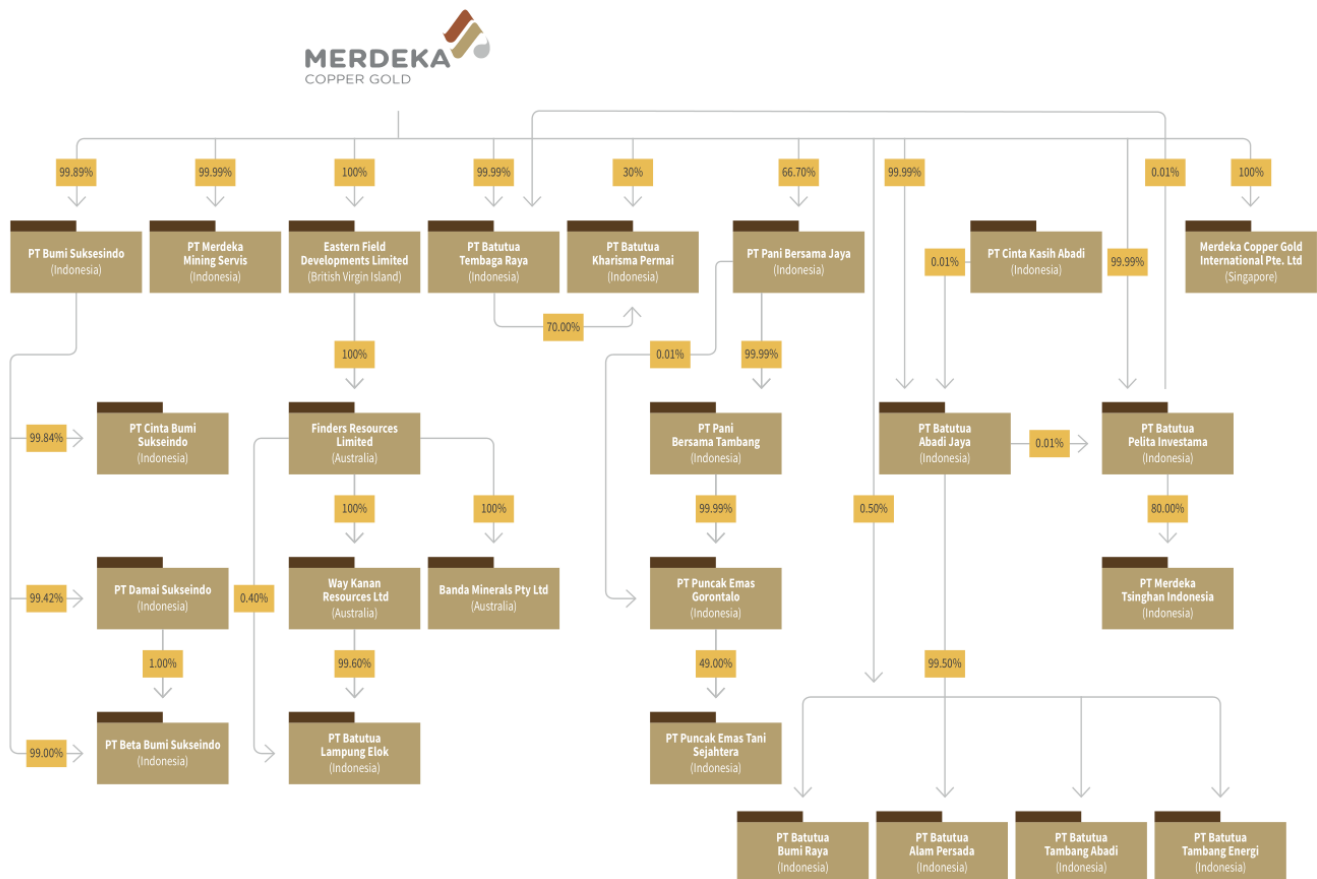 MERDEKA
COPPER GOLD
99.89%
99.99%
100%
99.99%
30%
66.70%
99.99%
99.99%
0.01%
100%
PT Bumi Suksesindo
(Indonesia)
PT Merdeka
Mining Servis
(Indonesia)
Eastern Field
Developments Limited
(British Virgin Island)
PT Batutua
Tembaga Raya
(Indonesia)
PT Batutua
Kharisma Permai
(Indonesia)
PT Pani Bersama Jaya
(Indonesia)
PT Cinta Kasih Abadi
(Indonesia)
Merdeka Copper Gold
International Pte. Ltd
(Singapore)
0.01%
70.00%
100%
0.01%
99.99%
99.84%
PT Cinta Bumi
Sukseindo
(Indonesia)
Finders Resources
Limited
(Australia)
PT Pani
Bersama Tambang
(Indonesia)
PT Batutua
Abadi Jaya
(Indonesia)
0.01%
PT Batutua
Pelita Investama
(Indonesia)
100%
100%
99.99%
0.50%
80.00%
99.42%
PT Damai Sukseindo
(Indonesia)
0.40%
Way Kanan
Resources Ltd
(Australia)
Banda Minerals Pty Ltd
(Australia)
PT Puncak Emas
Gorontalo
(Indonesia)
PT Merdeka
Tsinghan Indonesia
(Indonesia)
1.00%
99.60%
49.00%
99.50%
99.00%
PT Beta Bumi Sukseindo
(Indonesia)
PT Batutua
Lampung Elok
(Indonesia)
PT Puncak Emas Tani
Sejahtera
(Indonesia)
PT Batutua
Bumi Raya
(Indonesia)
PT Batutua
Alam Persada
(Indonesia)
PT Batutua
Tambang Abadi
(Indonesia)
PT Batutua
Tambang Energi
(Indonesia)